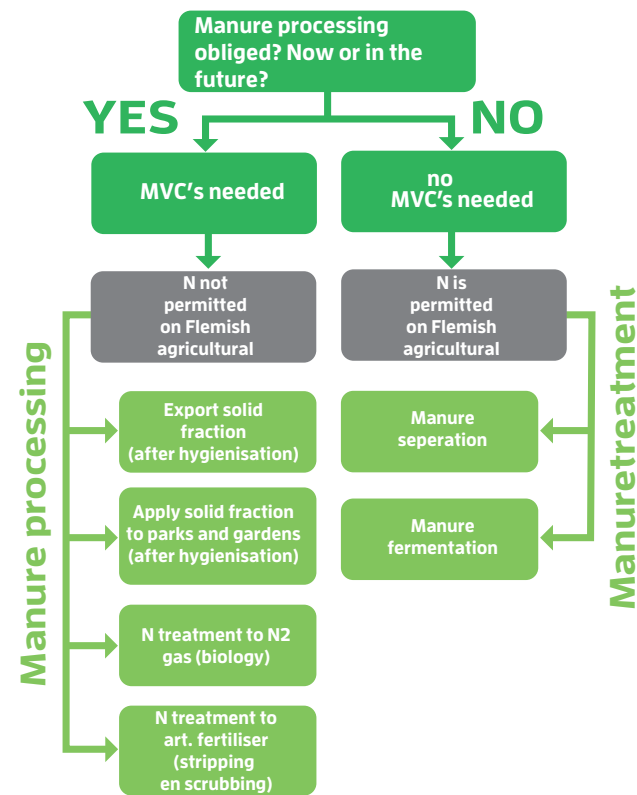 Manure processing
obliged? Now or in the
future?
YES
NO
MVC's needed
no
MVC's needed
N not
permitted
on Flemish
agricultural
N is
permitted
on Flemish
agricultural
Manure processing
Export solid
fraction
(after hygienisation)
Apply solid fraction
to parks and gardens
(after hygienisation)
N treatment to N2
gas (biology)
N treatment to
art. fertiliser
(stripping
en scrubbing)
Manure
seperation
Manure
fermentation
Manuretreatment